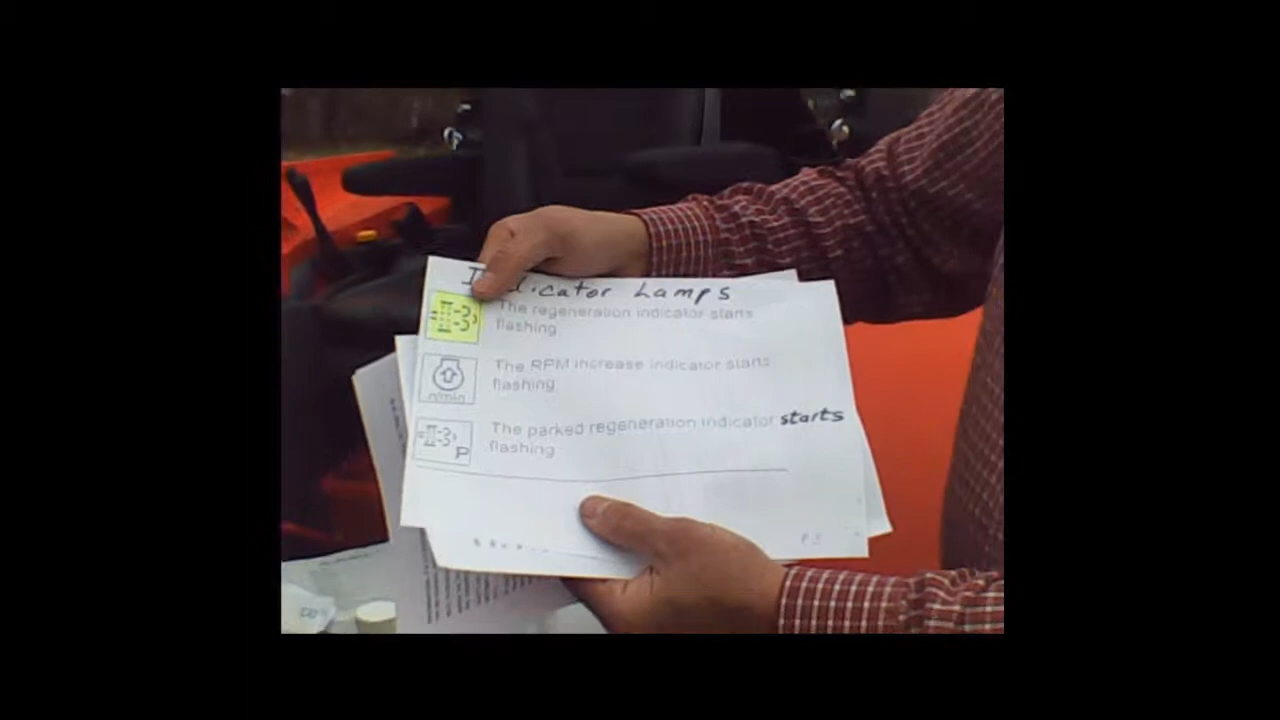 Indicator Lamps
The regeneration indicator starts
flashing
n/min
The RPM increase indicator starts
flashing
P
The parked regeneration indicator starts
flashing